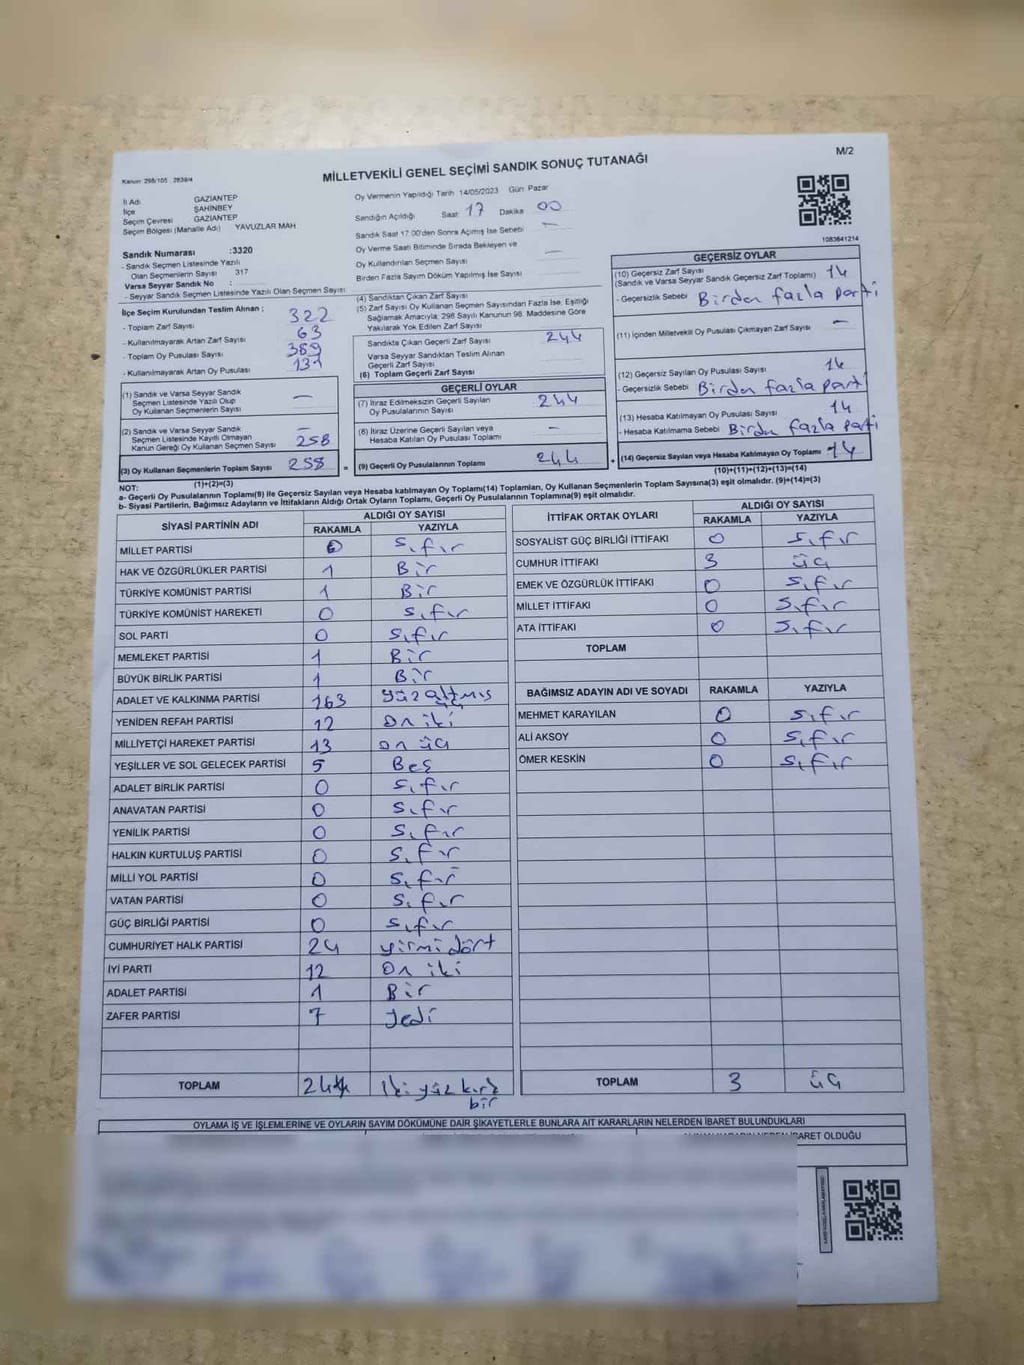 M/2
Kanun: 298/105 2839/4
MİLLETVEKİLİ GENEL SEÇİMİ SANDIK SONUÇ TUTANAĞI
İl Adı GAZİANTEP
İlçe ŞAHİNBEY
Seçim Çevresi GAZİANTEP
Seçim Bölgesi (Mahalle Adı) YAVUZLAR MAH
Sandık Numarası :3320
- Sandık Seçmen Listesinde Yazılı
Olan Seçmenlerin Sayısı 317
Varsa Seyyar Sandık No :
- Seyyar Sandık Seçmen Listesinde Yazılı Olan Seçmen Sayısı
İlçe Seçim Kurulundan Teslim Alınan ;
- Toplam Zarf Sayısı 322
- Kullanılmayarak Artan Zarf Sayısı 63
- Toplam Oy Pusulası Sayısı 389
- Kullanılmayarak Artan Oy Pusulası 131
Oy Vermenin Yapıldığı Tarih 14/05/2023 Gün Pazar
Sandığın Açıldığı Saat 17 Dakika 00
Sandık Saat 17:00'den Sonra Açılmış İse Sebebi —
Oy Verme Saati Bitiminde Sırada Bekleyen ve
Oy Kullandırılan Seçmen Sayısı —
Birden Fazla Sayım Döküm Yapılmış İse Sayısı
(4) Sandıktan Çıkan Zarf Sayısı
(5) Zarf Sayısı Oy Kullanan Seçmen Sayısından Fazla İse, Eşitliği
Sağlamak Amacıyla; 298 Sayılı Kanunun 98. Maddesine Göre
Yakılarak Yok Edilen Zarf Sayısı
Sandıkta Çıkan Geçerli Zarf Sayısı 244
Varsa Seyyar Sandıktan Teslim Alınan
Geçerli Zarf Sayısı
(6) Toplam Geçerli Zarf Sayısı
1083641214
GEÇERSİZ OYLAR
(10) Geçersiz Zarf Sayısı
(Sandık ve Varsa Seyyar Sandık Geçersiz Zarf Toplamı) 14
- Geçersizlik Sebebi Birden fazla parti
(11) İçinden Milletvekili Oy Pusulası Çıkmayan Zarf Sayısı —
(12) Geçersiz Sayılan Oy Pusulası Sayısı 14
- Geçersizlik Sebebi Birden fazla parti
(13) Hesaba Katılmayan Oy Pusulası Sayısı 14
- Hesaba Katılmama Sebebi Birden fazla parti
(14) Geçersiz Sayılan veya Hesaba Katılmayan Oy Toplamı 14
(10)+(11)+(12)+(13)=(14)
(1) Sandık ve Varsa Seyyar Sandık
Seçmen Listesinde Yazılı Olup
Oy Kullanan Seçmenlerin Sayısı —
(2) Sandık ve Varsa Seyyar Sandık
Seçmen Listesinde Kayıtlı Olmayan
Kanun Gereği Oy Kullanan Seçmen Sayısı 258
(3) Oy Kullanan Seçmenlerin Toplam Sayısı 258
(1)+(2)=(3)
GEÇERLİ OYLAR
(7) İtiraz Edilmeksizin Geçerli Sayılan
Oy Pusulalarının Sayısı 244
(8) İtiraz Üzerine Geçerli Sayılan veya
Hesaba Katılan Oy Pusulası Toplamı —
(9) Geçerli Oy Pusulalarının Toplamı 244
NOT:
a- Geçerli Oy Pusulalarının Toplamı(9) ile Geçersiz Sayılan veya Hesaba katılmayan Oy Toplamı(14) Toplamları, Oy Kullanan Seçmenlerin Toplam Sayısına(3) eşit olmalıdır. (9)+(14)=(3)
b- Siyasi Partilerin, Bağımsız Adayların ve İttifakların Aldığı Ortak Oyların Toplamı, Geçerli Oy Pusulalarının Toplamına(9) eşit olmalıdır.
SİYASİ PARTİNİN ADI ALDIĞI OY SAYISI
RAKAMLA YAZIYLA
MİLLET PARTİSİ 0 Sıfır
HAK VE ÖZGÜRLÜKLER PARTİSİ 1 Bir
TÜRKİYE KOMÜNİST PARTİSİ 1 Bir
TÜRKİYE KOMÜNİST HAREKETİ 0 Sıfır
SOL PARTİ 0 Sıfır
MEMLEKET PARTİSİ 1 Bir
BÜYÜK BİRLİK PARTİSİ 1 Bir
ADALET VE KALKINMA PARTİSİ 163 yüz altmış üç
YENİDEN REFAH PARTİSİ 12 On iki
MİLLİYETÇİ HAREKET PARTİSİ 13 on üç
YEŞİLLER VE SOL GELECEK PARTİSİ 5 Beş
ADALET BİRLİK PARTİSİ 0 Sıfır
ANAVATAN PARTİSİ 0 Sıfır
YENİLİK PARTİSİ 0 Sıfır
HALKIN KURTULUŞ PARTİSİ 0 Sıfır
MİLLİ YOL PARTİSİ 0 Sıfır
VATAN PARTİSİ 0 Sıfır
GÜÇ BİRLİĞİ PARTİSİ 0 Sıfır
CUMHURİYET HALK PARTİSİ 24 yirmi dört
İYİ PARTİ 12 On iki
ADALET PARTİSİ 1 Bir
ZAFER PARTİSİ 7 Yedi
TOPLAM iki yüz kırk
bir
İTTİFAK ORTAK OYLARI ALDIĞI OY SAYISI
RAKAMLA YAZIYLA
SOSYALİST GÜÇ BİRLİĞİ İTTİFAKI 0 Sıfır
CUMHUR İTTİFAKI 3 üç
EMEK VE ÖZGÜRLÜK İTTİFAKI 0 Sıfır
MİLLET İTTİFAKI 0 Sıfır
ATA İTTİFAKI 0 Sıfır
TOPLAM
BAĞIMSIZ ADAYIN ADI VE SOYADI RAKAMLA YAZIYLA
MEHMET KARAYILAN 0 Sıfır
ALİ AKSOY 0 Sıfır
ÖMER KESKİN 0 Sıfır
TOPLAM 3 üç
OYLAMA İŞ VE İŞLEMLERİNE VE OYLARIN SAYIM DÖKÜMÜNE DAİR ŞİKAYETLERLE BUNLARA AİT KARARLARIN NELERDEN İBARET BULUNDUKLARI
İBARET OLDUĞU